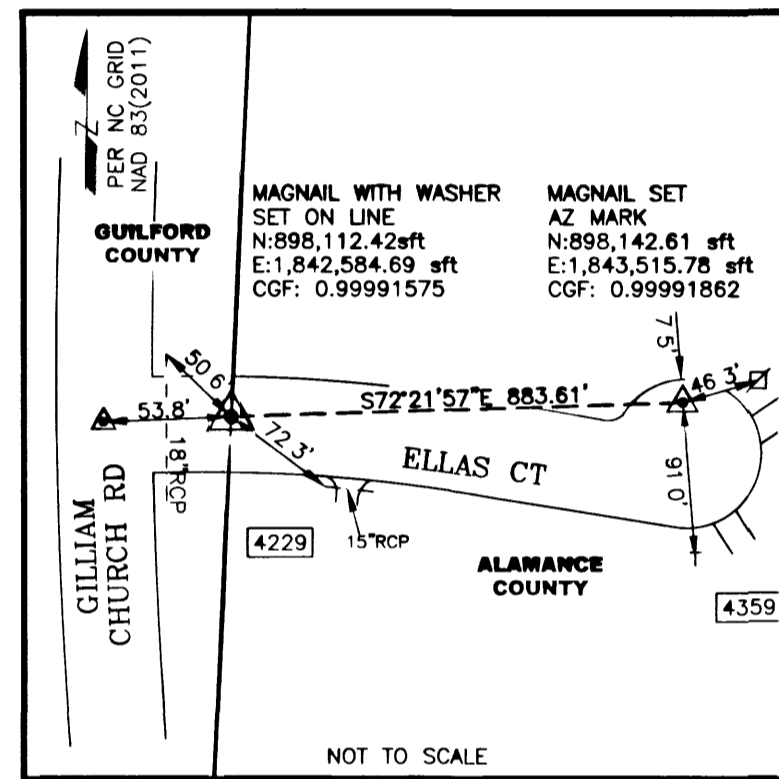 PER NC GRID
NAD 83(2011)
Z
GUILFORD
COUNTY
MAGNAIL WITH WASHER
SET ON LINE
N:898,112.42sft
E:1,842,584.69 sft
CGF: 0.99991575
MAGNAIL SET
AZ MARK
N:898,142.61 sft
E:1,843,515.78 sft
CGF: 0.99991862
7 5'
50 6'
46 3'
S72°21'57"E 883.61'
53.8'
72 3'
18"RCP
ELLAS CT
91 0'
GILLIAM
CHURCH RD
4229
15"RCP
ALAMANCE
COUNTY
4359
NOT TO SCALE